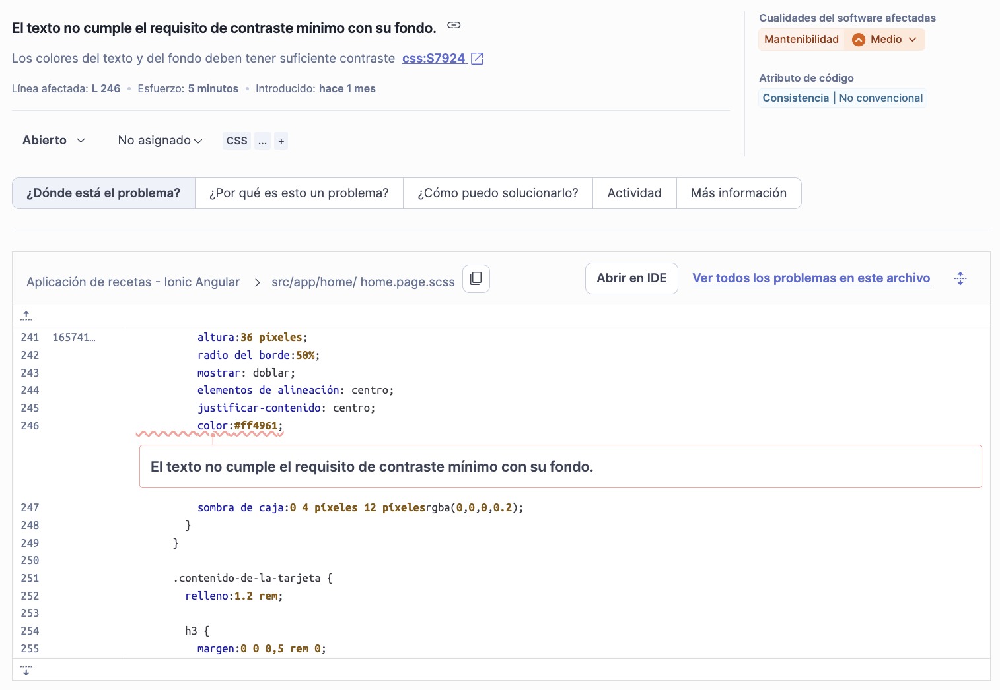 El texto no cumple el requisito de contraste mínimo con su fondo.
Los colores del texto y del fondo deben tener suficiente contraste css:S7924
Línea afectada: L 246 • Esfuerzo: 5 minutos • Introducido: hace 1 mes
Cualidades del software afectadas
Mantenibilidad Medio
Atributo de código
Consistencia | No convencional
Abierto No asignado CSS ... +
¿Dónde está el problema? ¿Por qué es esto un problema? ¿Cómo puedo solucionarlo? Actividad Más información
Aplicación de recetas - Ionic Angular > src/app/home/ home.page.scss Abrir en IDE Ver todos los problemas en este archivo
241 165741… altura:36 píxeles;
242 radio del borde:50%;
243 mostrar: doblar;
244 elementos de alineación: centro;
245 justificar-contenido: centro;
246 color:#ff4961;
El texto no cumple el requisito de contraste mínimo con su fondo.
247 sombra de caja:0 4 píxeles 12 píxelesrgba(0,0,0,0.2);
248 }
249 }
250
251 .contenido-de-la-tarjeta {
252 relleno:1.2 rem;
253
254 h3 {
255 margen:0 0 0,5 rem 0;